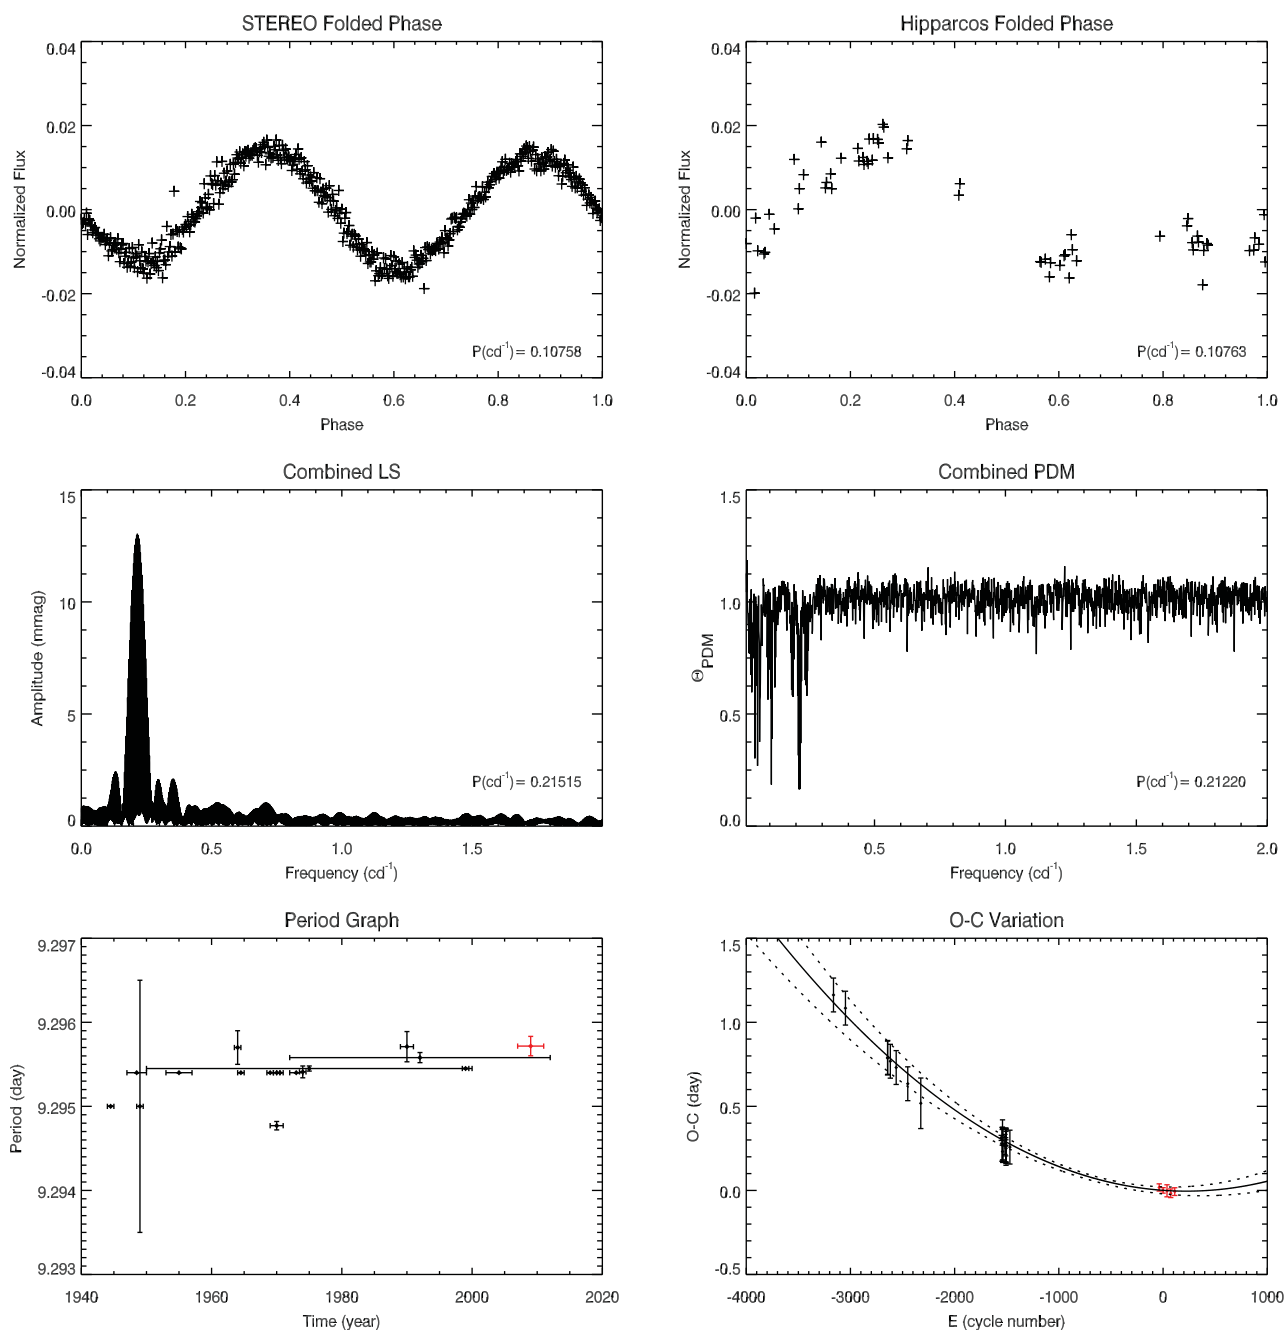 STEREO Folded Phase
0.04
0.02
0.00
-0.02
-0.04
Normalized Flux
P(cd-1)= 0.10758
0.0 0.2 0.4 0.6 0.8 1.0
Phase
Hipparcos Folded Phase
0.04
0.02
0.00
-0.02
-0.04
Normalized Flux
P(cd-1)= 0.10763
0.0 0.2 0.4 0.6 0.8 1.0
Phase
Combined LS
15
10
5
0
Amplitude (mmag)
P(cd-1)= 0.21515
0.0 0.5 1.0 1.5
Frequency (cd-1)
Combined PDM
1.5
1.0
0.5
0.0
ΘPDM
P(cd-1)= 0.21220
0.5 1.0 1.5 2.0
Frequency (cd-1)
Period Graph
9.297
9.296
9.295
9.294
9.293
Period (day)
1940 1960 1980 2000 2020
Time (year)
O-C Variation
1.5
1.0
0.5
0.0
-0.5
O-C (day)
-4000 -3000 -2000 -1000 0 1000
E (cycle number)